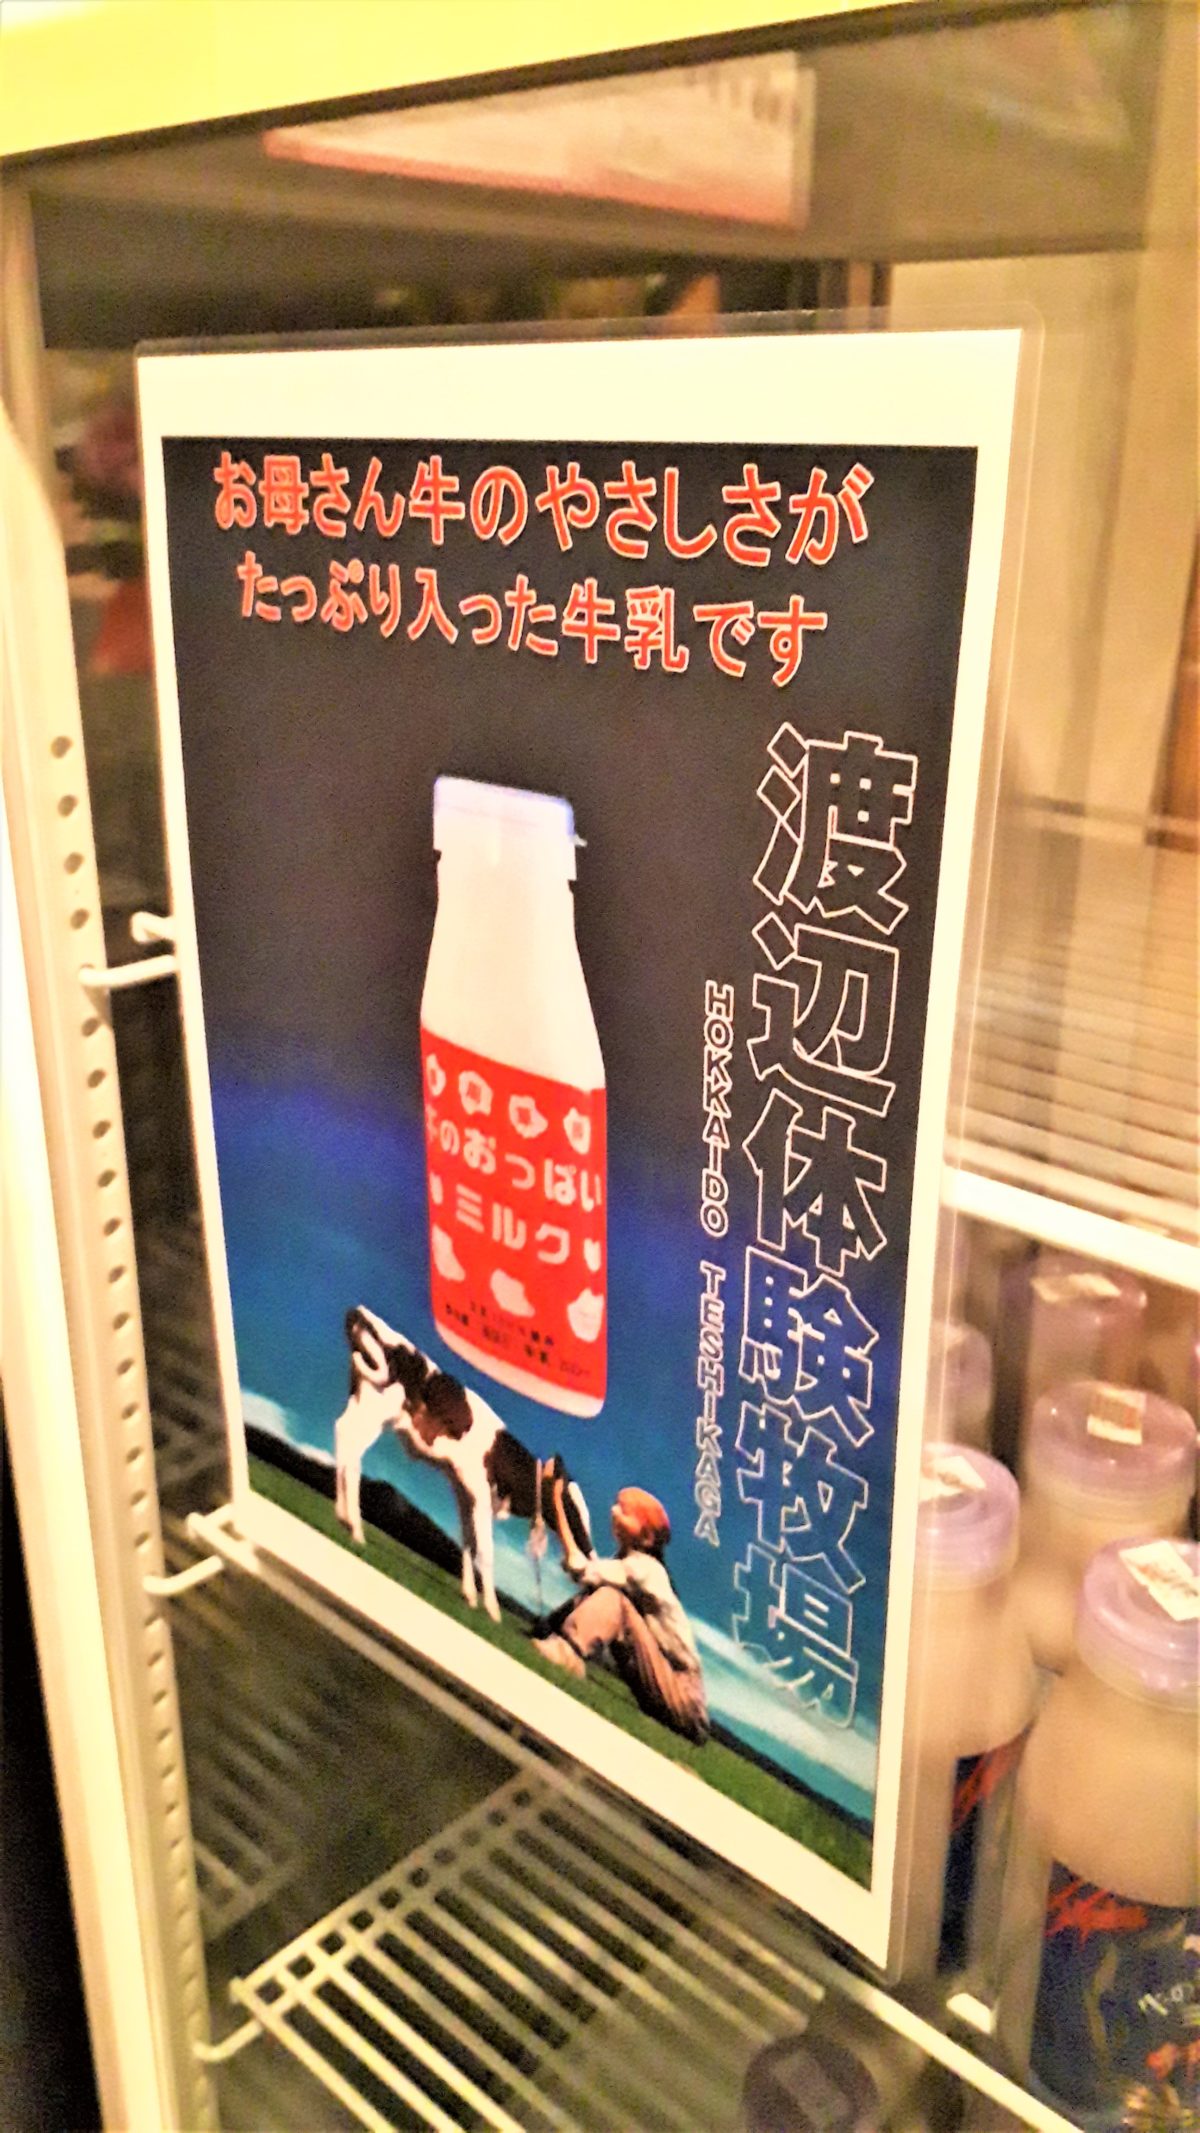 お母さん牛のやさしさが
たっぷり入った牛乳です
渡辺体験牧場
HOKKAIDO TESHIKAGA
のおっぱい
ミルク